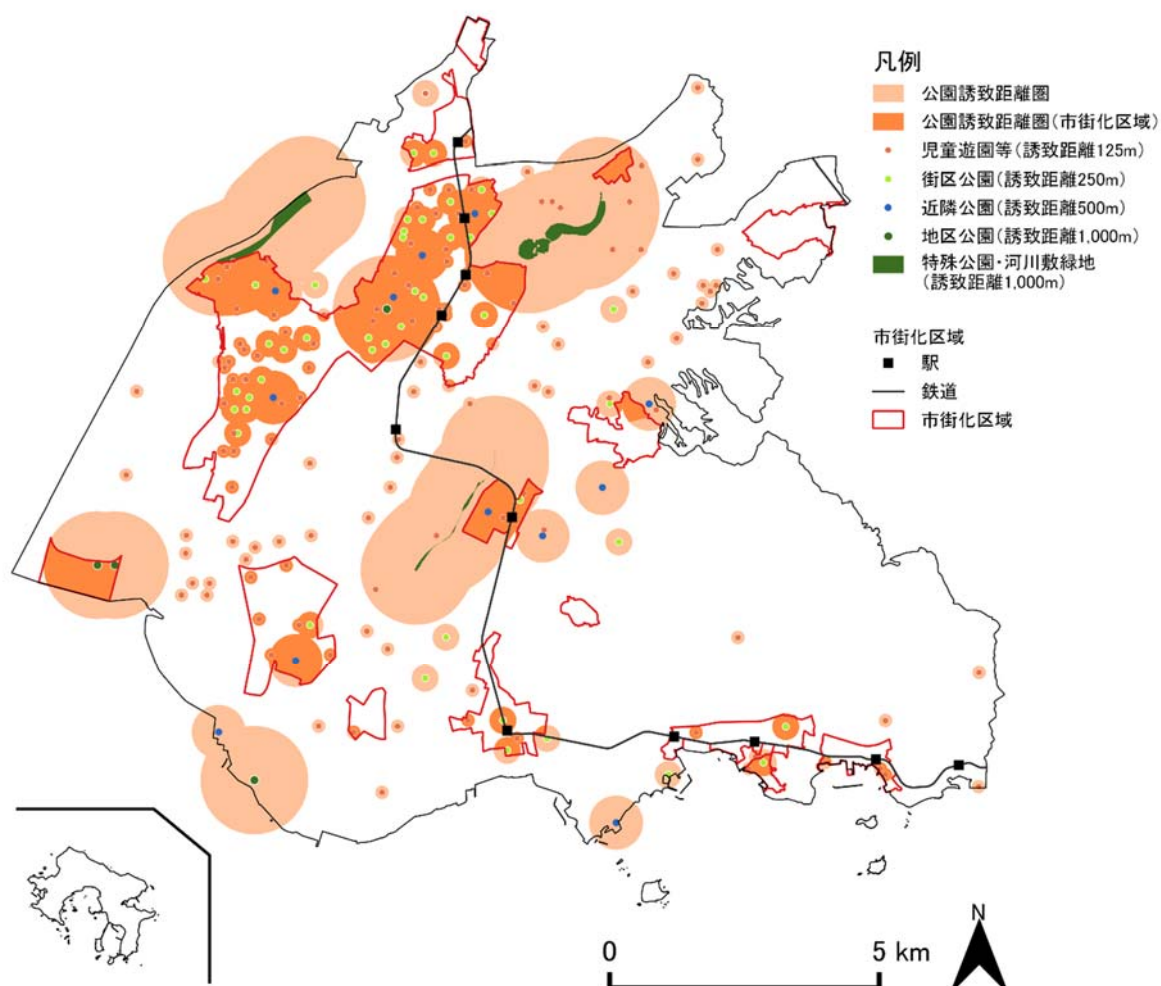 凡例
公園誘致距離圏
公園誘致距離圏(市街化区域)
児童遊園等(誘致距離125m)
街区公園(誘致距離250m)
近隣公園(誘致距離500m)
地区公園(誘致距離1,000m)
特殊公園・河川敷緑地
(誘致距離1,000m)
市街化区域
駅
鉄道
市街化区域
N
0
5 km